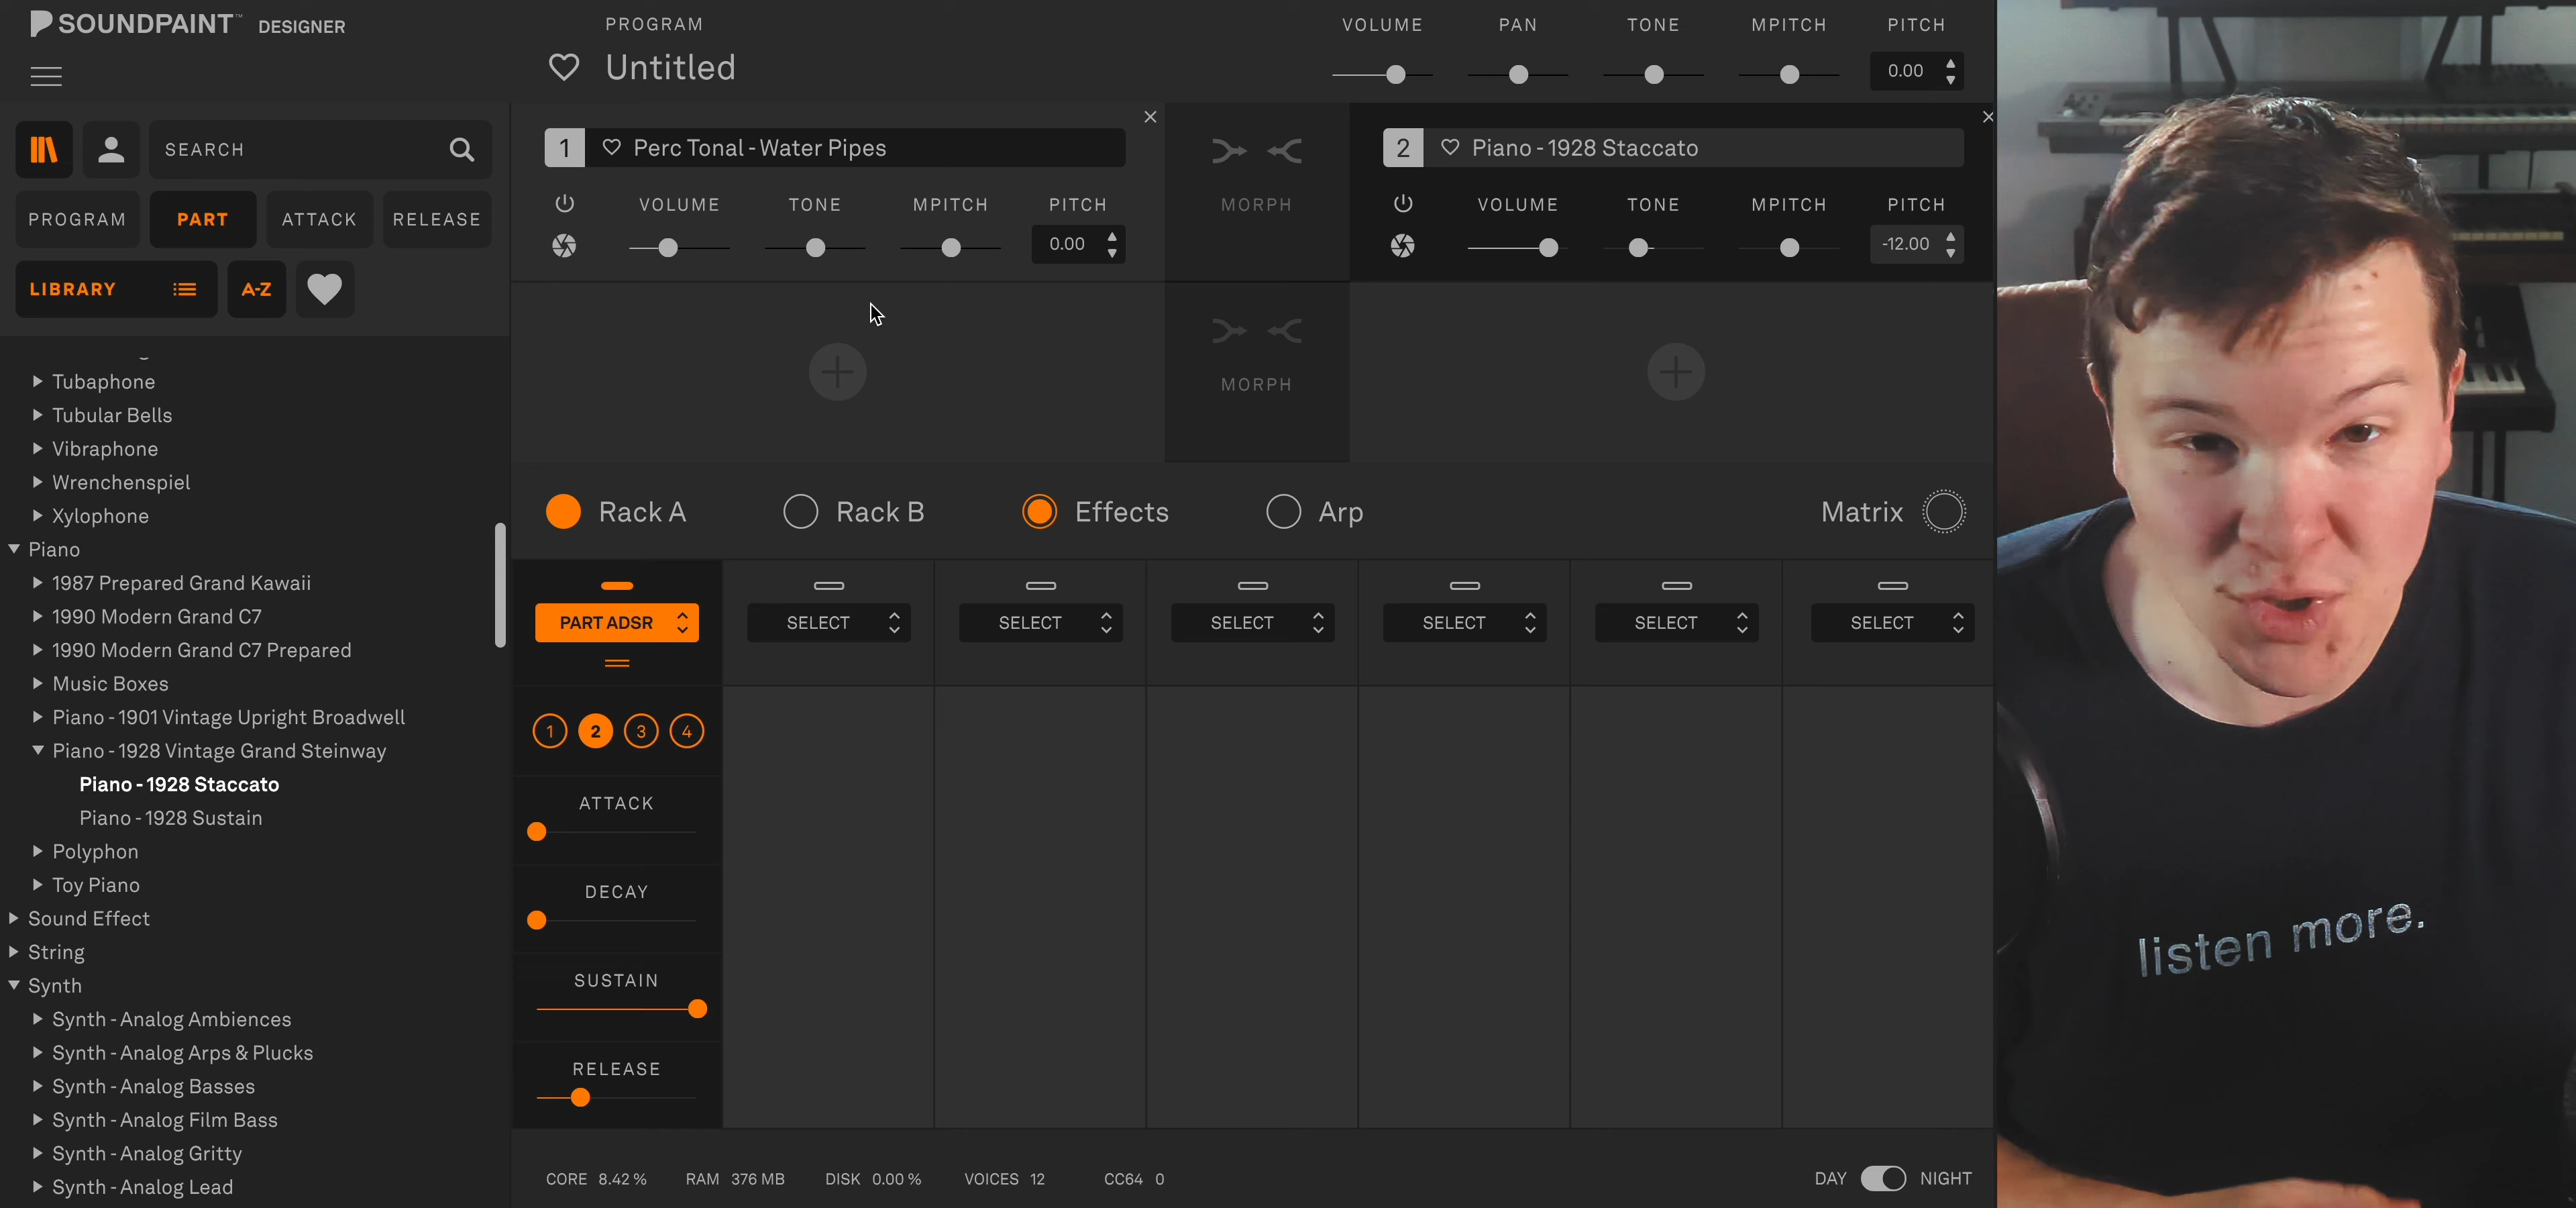 SOUNDPAINT™ DESIGNER
PROGRAM
Untitled
VOLUME PAN TONE MPITCH PITCH
0.00
SEARCH
PROGRAM PART ATTACK RELEASE
LIBRARY A-Z
1 Perc Tonal - Water Pipes
VOLUME TONE MPITCH PITCH
0.00
MORPH
2 Piano - 1928 Staccato
VOLUME TONE MPITCH PITCH
-12.00
MORPH
Tubaphone
Tubular Bells
Vibraphone
Wrenchenspiel
Xylophone
Piano
1987 Prepared Grand Kawaii
1990 Modern Grand C7
1990 Modern Grand C7 Prepared
Music Boxes
Piano - 1901 Vintage Upright Broadwell
Piano - 1928 Vintage Grand Steinway
Piano - 1928 Staccato
Piano - 1928 Sustain
Polyphon
Toy Piano
Sound Effect
String
Synth
Synth - Analog Ambiences
Synth - Analog Arps & Plucks
Synth - Analog Basses
Synth - Analog Film Bass
Synth - Analog Gritty
Synth - Analog Lead
Rack A Rack B Effects Arp Matrix
PART ADSR SELECT SELECT SELECT SELECT SELECT SELECT
1 2 3 4
ATTACK
DECAY
SUSTAIN
RELEASE
CORE 8.42 % RAM 376 MB DISK 0.00 % VOICES 12 CC64 0
DAY NIGHT
listen more.